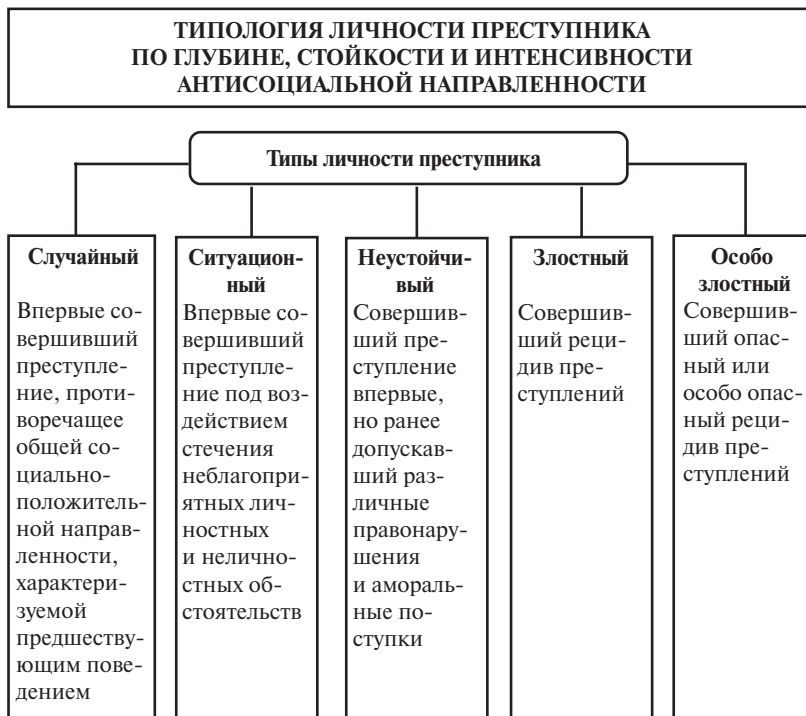 ТИПОЛОГИЯ ЛИЧНОСТИ ПРЕСТУПНИКА
ПО ГЛУБИНЕ, СТОЙКОСТИ И ИНТЕНСИВНОСТИ
АНТИСОЦИАЛЬНОЙ НАПРАВЛЕННОСТИ
Типы личности преступника
Случайный
Впервые со-
вершивший
преступле-
ние, проти-
воречащее
общей со-
циально-
положитель-
ной направ-
ленности,
характери-
зуемой
предшеству-
ющим пове-
дением
Ситуацион-
ный
Впервые со-
вершивший
преступле-
ние под воз-
действием
стечения
неблагопри-
ятных лич-
ностных
и неличност-
ных об-
стоятельств
Неустойчи-
вый
Совершив-
ший пре-
ступление
впервые,
но ранее
допускав-
ший раз-
личные
правонару-
шения
и амораль-
ные по-
ступки
Злостный
Совершив-
ший реци-
див пре-
ступлений
Особо
злостный
Совершив-
ший опас-
ный или
особо опас-
ный реци-
див пре-
ступлений